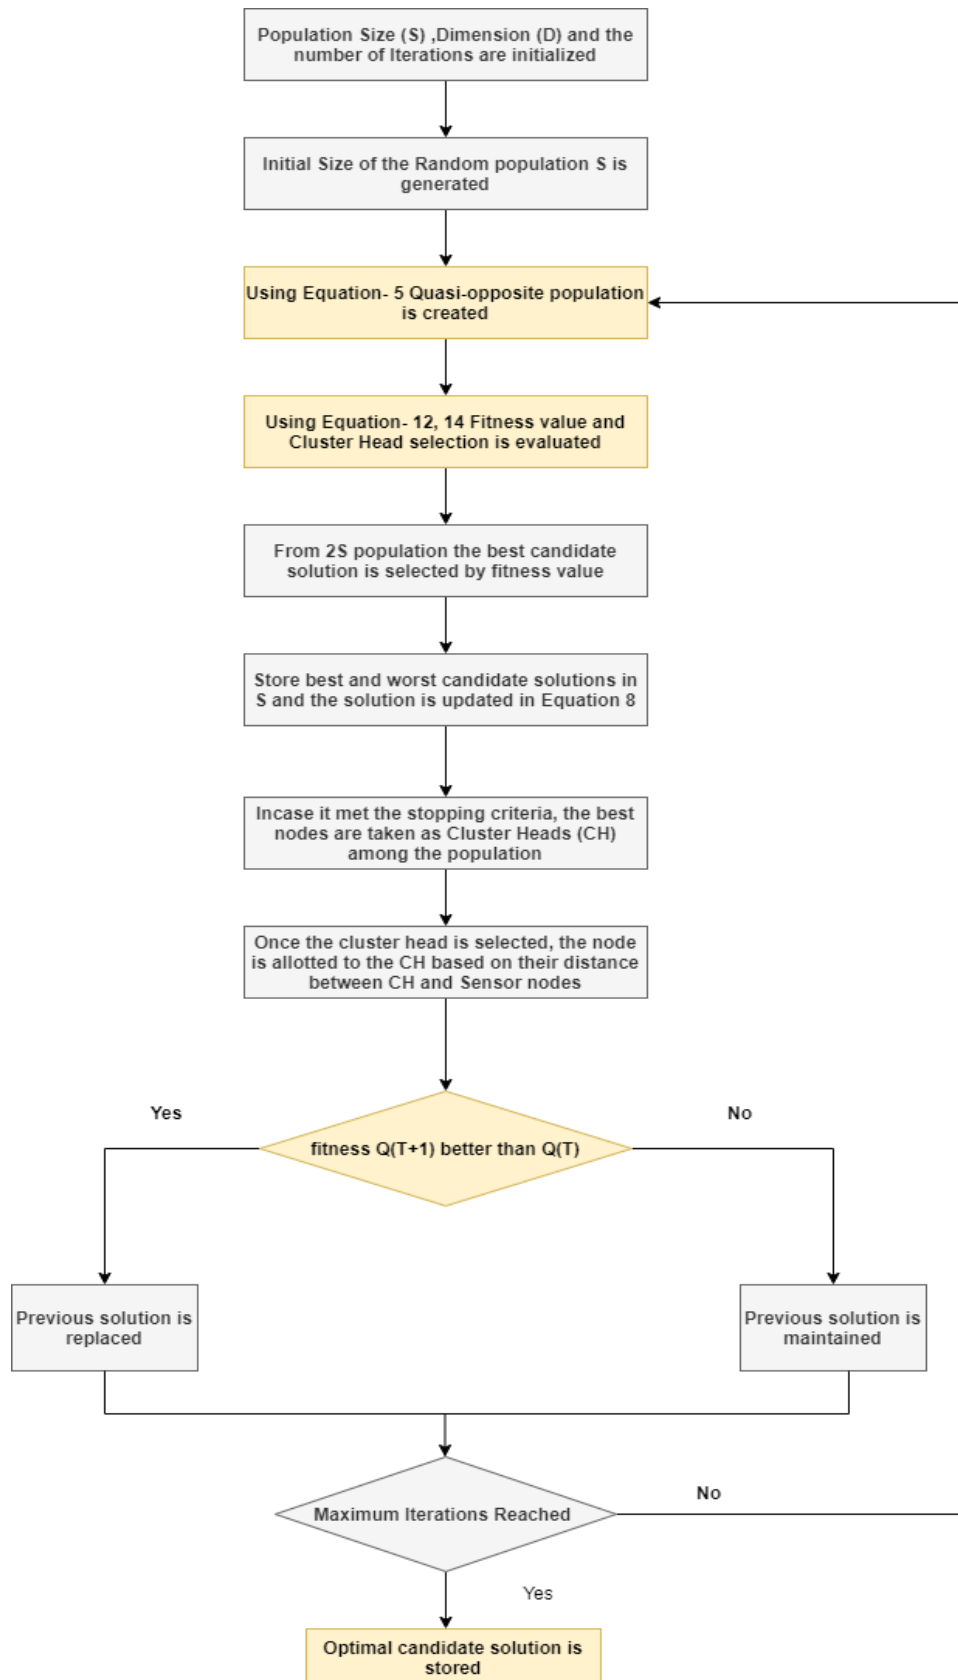 Population Size (S) ,Dimension (D) and the
number of Iterations are initialized
Initial Size of the Random population S is
generated
Using Equation- 5 Quasi-opposite population
is created
Using Equation- 12, 14 Fitness value and
Cluster Head selection is evaluated
From 2S population the best candidate
solution is selected by fitness value
Store best and worst candidate solutions in
S and the solution is updated in Equation 8
Incase it met the stopping criteria, the best
nodes are taken as Cluster Heads (CH)
among the population
Once the cluster head is selected, the node
is allotted to the CH based on their distance
between CH and Sensor nodes
Yes
No
fitness Q(T+1) better than Q(T)
Previous solution is
replaced
Previous solution is
maintained
No
Maximum Iterations Reached
Yes
Optimal candidate solution is
stored